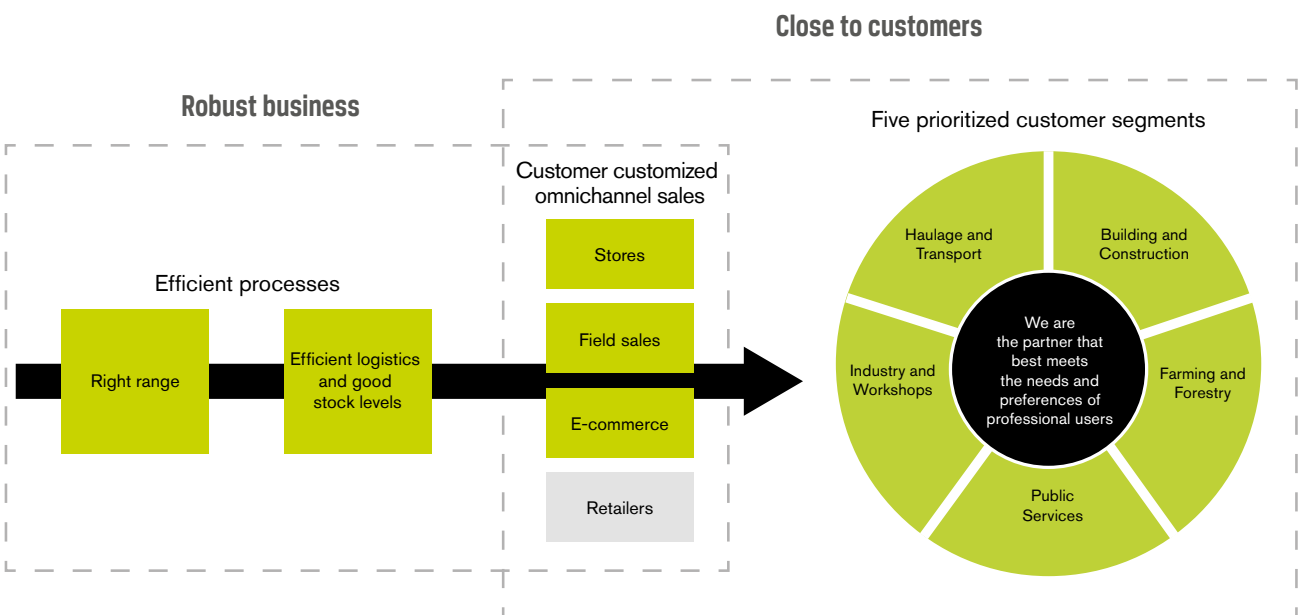 Close to customers
Robust business
Five prioritized customer segments
Customer customized
omnichannel sales
Efficient processes
Right range
Efficient logistics
and good
stock levels
Stores
Field sales
E-commerce
Retailers
Haulage and
Transport
Building and
Construction
Industry and
Workshops
We are
the partner that
best meets
the needs and
preferences of
professional users
Farming and
Forestry
Public
Services